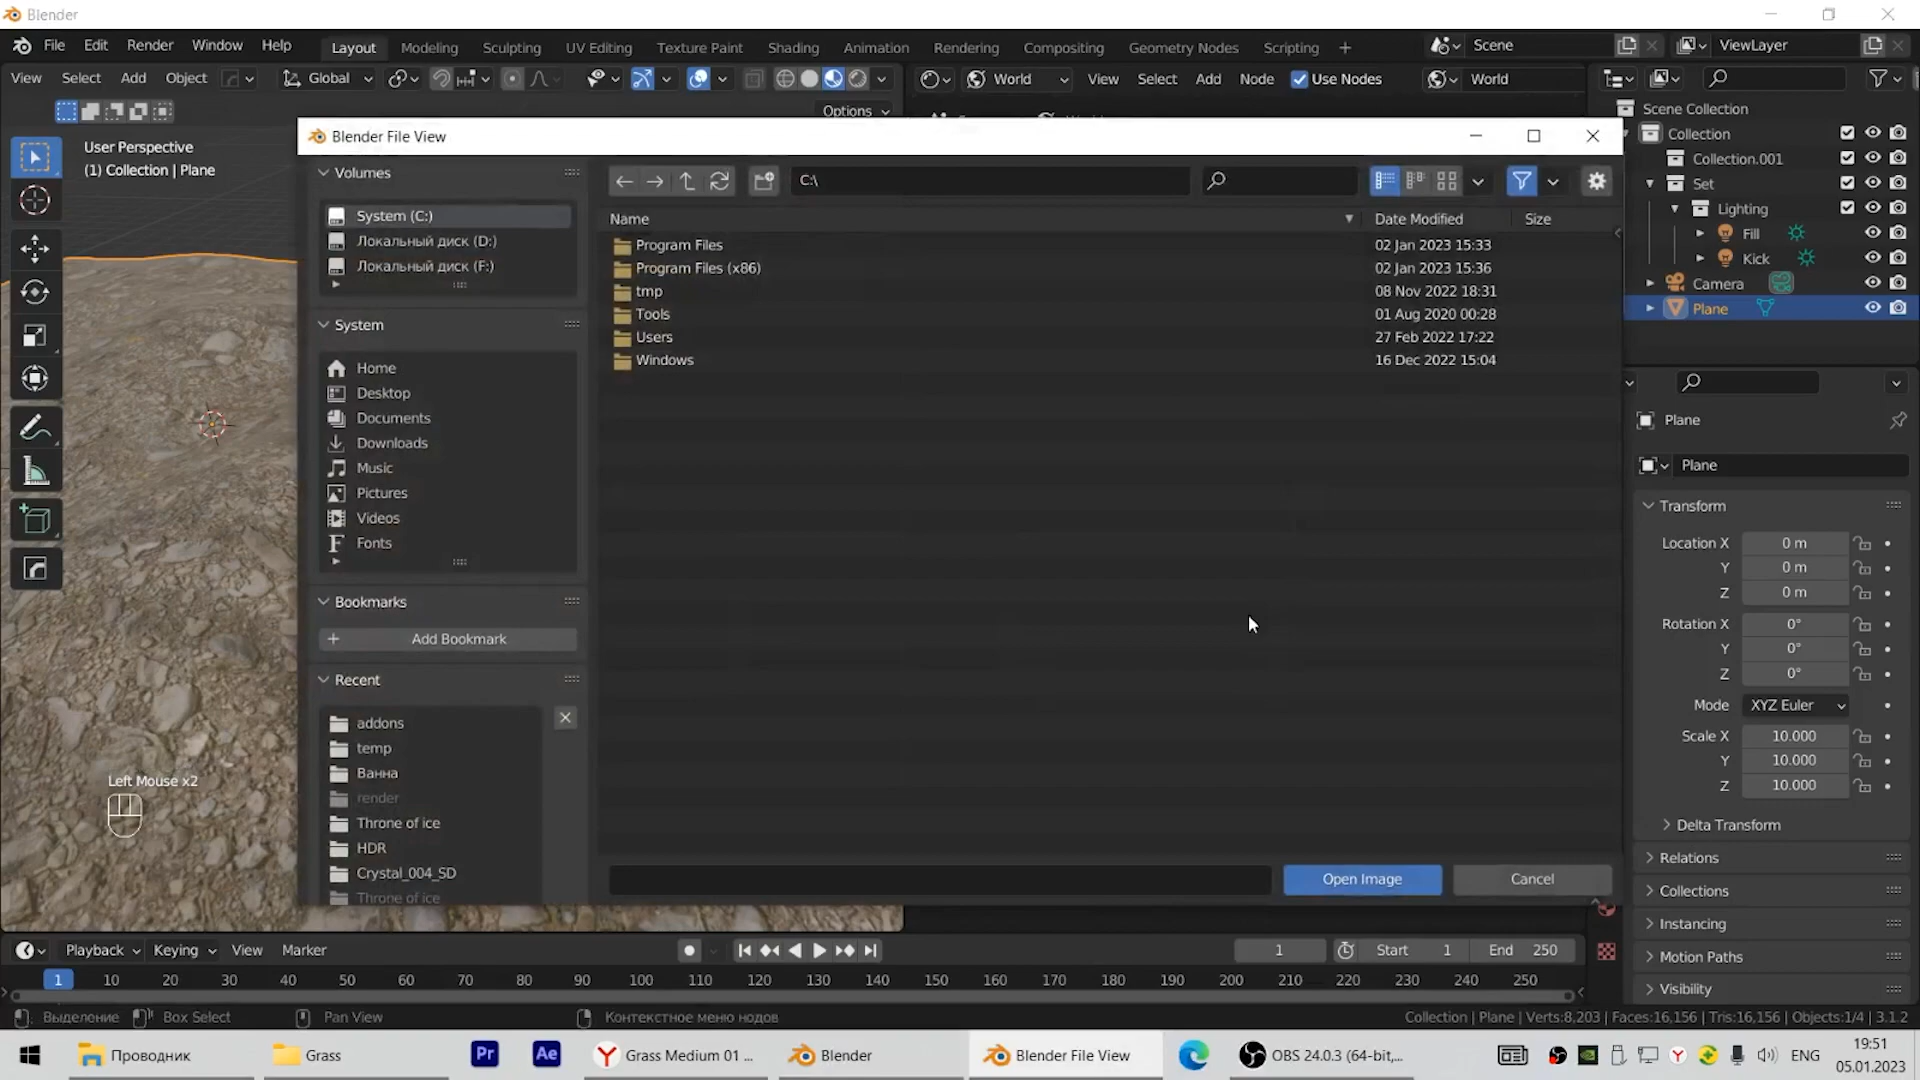 Blender
File Edit Render Window Help Layout Modeling Sculpting UV Editing Texture Paint Shading Animation Rendering Compositing Geometry Nodes Scripting + Scene ViewLayer
View Select Add Object Global World View Select Add Node Use Nodes World
Options
User Perspective
(1) Collection | Plane
Blender File View
Volumes
System (C:)
Локальный диск (D:)
Локальный диск (F:)
System
Home
Desktop
Documents
Downloads
Music
Pictures
Videos
Fonts
Bookmarks
Add Bookmark
Recent
addons
temp
Ванна
render
Throne of ice
HDR
Crystal_004_SD
Throne of ice
C:\
Name Date Modified Size
Program Files 02 Jan 2023 15:33
Program Files (x86) 02 Jan 2023 15:36
tmp 08 Nov 2022 18:31
Tools 01 Aug 2020 00:28
Users 27 Feb 2022 17:22
Windows 16 Dec 2022 15:04
Open Image Cancel
Scene Collection
Collection
Collection.001
Set
Lighting
Fill
Kick
Camera
Plane
Plane
Plane
Transform
Location X 0 m
Y 0 m
Z 0 m
Rotation X 0°
Y 0°
Z 0°
Mode XYZ Euler
Scale X 10.000
Y 10.000
Z 10.000
Delta Transform
Relations
Collections
Instancing
Motion Paths
Visibility
Left Mouse x2
Playback Keying View Marker 1 Start 1 End 250
1 10 20 30 40 50 60 70 80 90 100 110 120 130 140 150 160 170 180 190 200 210 220 230 240 250
Выделение Box Select Pan View Контекстное меню нодов Collection | Plane | Verts:8,203 | Faces:16,156 | Tris:16,156 | Objects:1/4 | 3.1.2
Проводник Grass Pr Ae Grass Medium 01 ... Blender Blender File View OBS 24.0.3 (64-bit,... ENG 19:51
05.01.2023